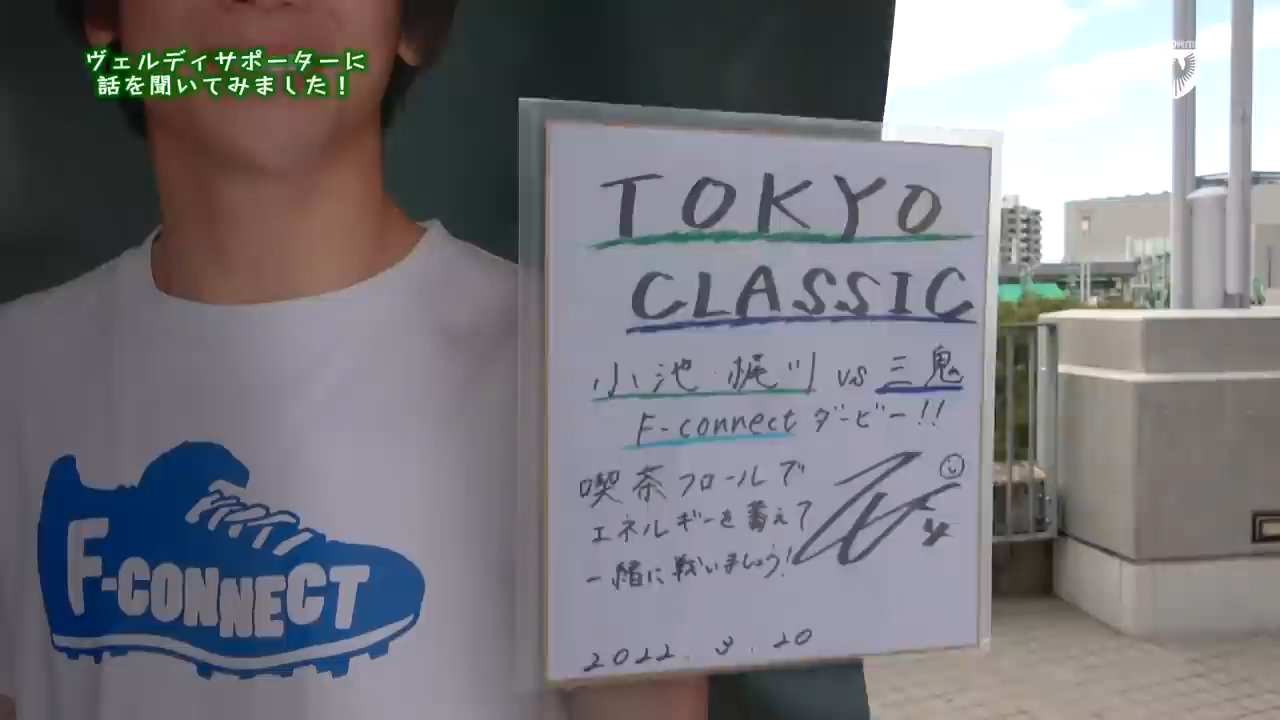 ヴェルディサポーターに
話を聞いてみました!
TOKYO
CLASSIC
小池 梶川 vs 三鬼
F-connect ダービー!!
喫茶フロールで
エネルギーを蓄えて
一緒に戦いましょう!
4
2022. 9. 20
F-CONNECT